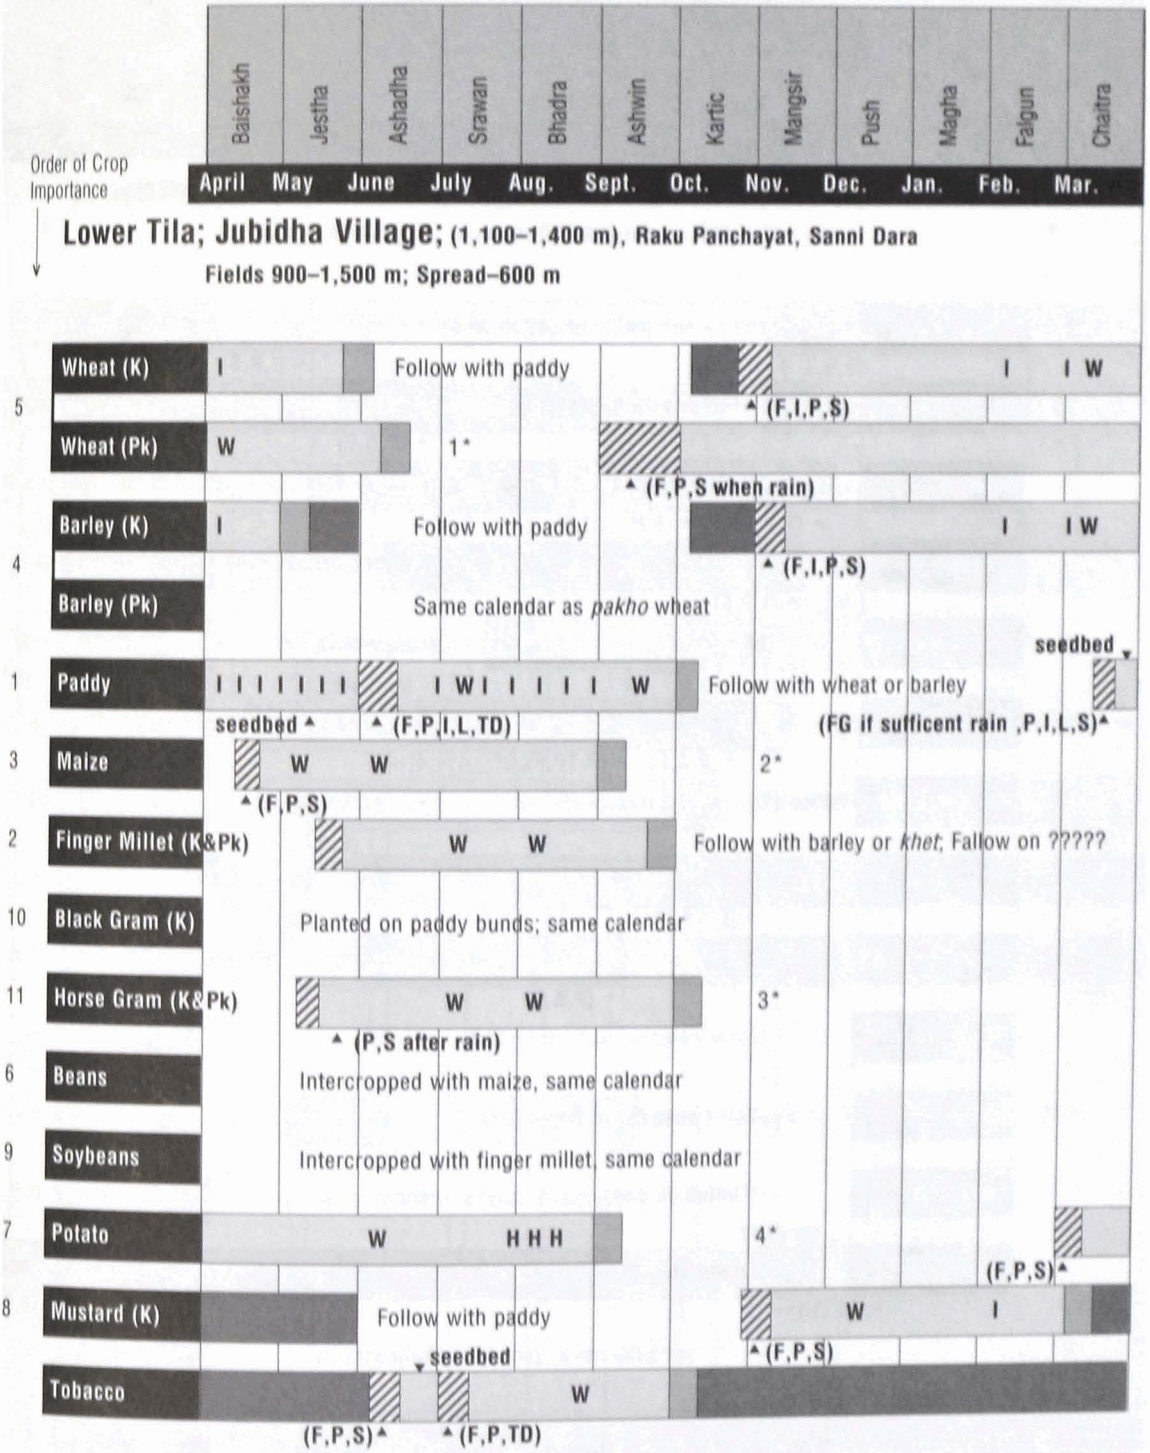 Baishakh Jestha Ashadha Srawan Bhadra Ashwin Kartic Mangsir Push Magha Falgun Chaitra
Order of Crop
Importance
April May June July Aug. Sept. Oct. Nov. Dec. Jan. Feb. Mar.
Lower Tila; Jubidha Village; (1,100–1,400 m), Raku Panchayat, Sanni Dara
Fields 900–1,500 m; Spread–600 m
Wheat (K) I Follow with paddy I I W
5
(F,I,P,S)
Wheat (Pk) W 1*
(F,P,S when rain)
Barley (K) I Follow with paddy I I W
4
(F,I,P,S)
Barley (Pk) Same calendar as pakho wheat
seedbed
1 Paddy I I I I I I I I W I I I I I I W Follow with wheat or barley
seedbed (F,P,I,L,TD) (FG if sufficent rain ,P,I,L,S)
3 Maize W W 2*
(F,P,S)
2 Finger Millet (K&Pk) W W Follow with barley or khet; Fallow on ?????
10 Black Gram (K) Planted on paddy bunds; same calendar
11 Horse Gram (K&Pk) W W 3*
(P,S after rain)
6 Beans Intercropped with maize, same calendar
9 Soybeans Intercropped with finger millet, same calendar
7 Potato W H H H 4*
(F,P,S)
8 Mustard (K) Follow with paddy W I
(F,P,S)
seedbed
Tobacco W
(F,P,S) (F,P,TD)